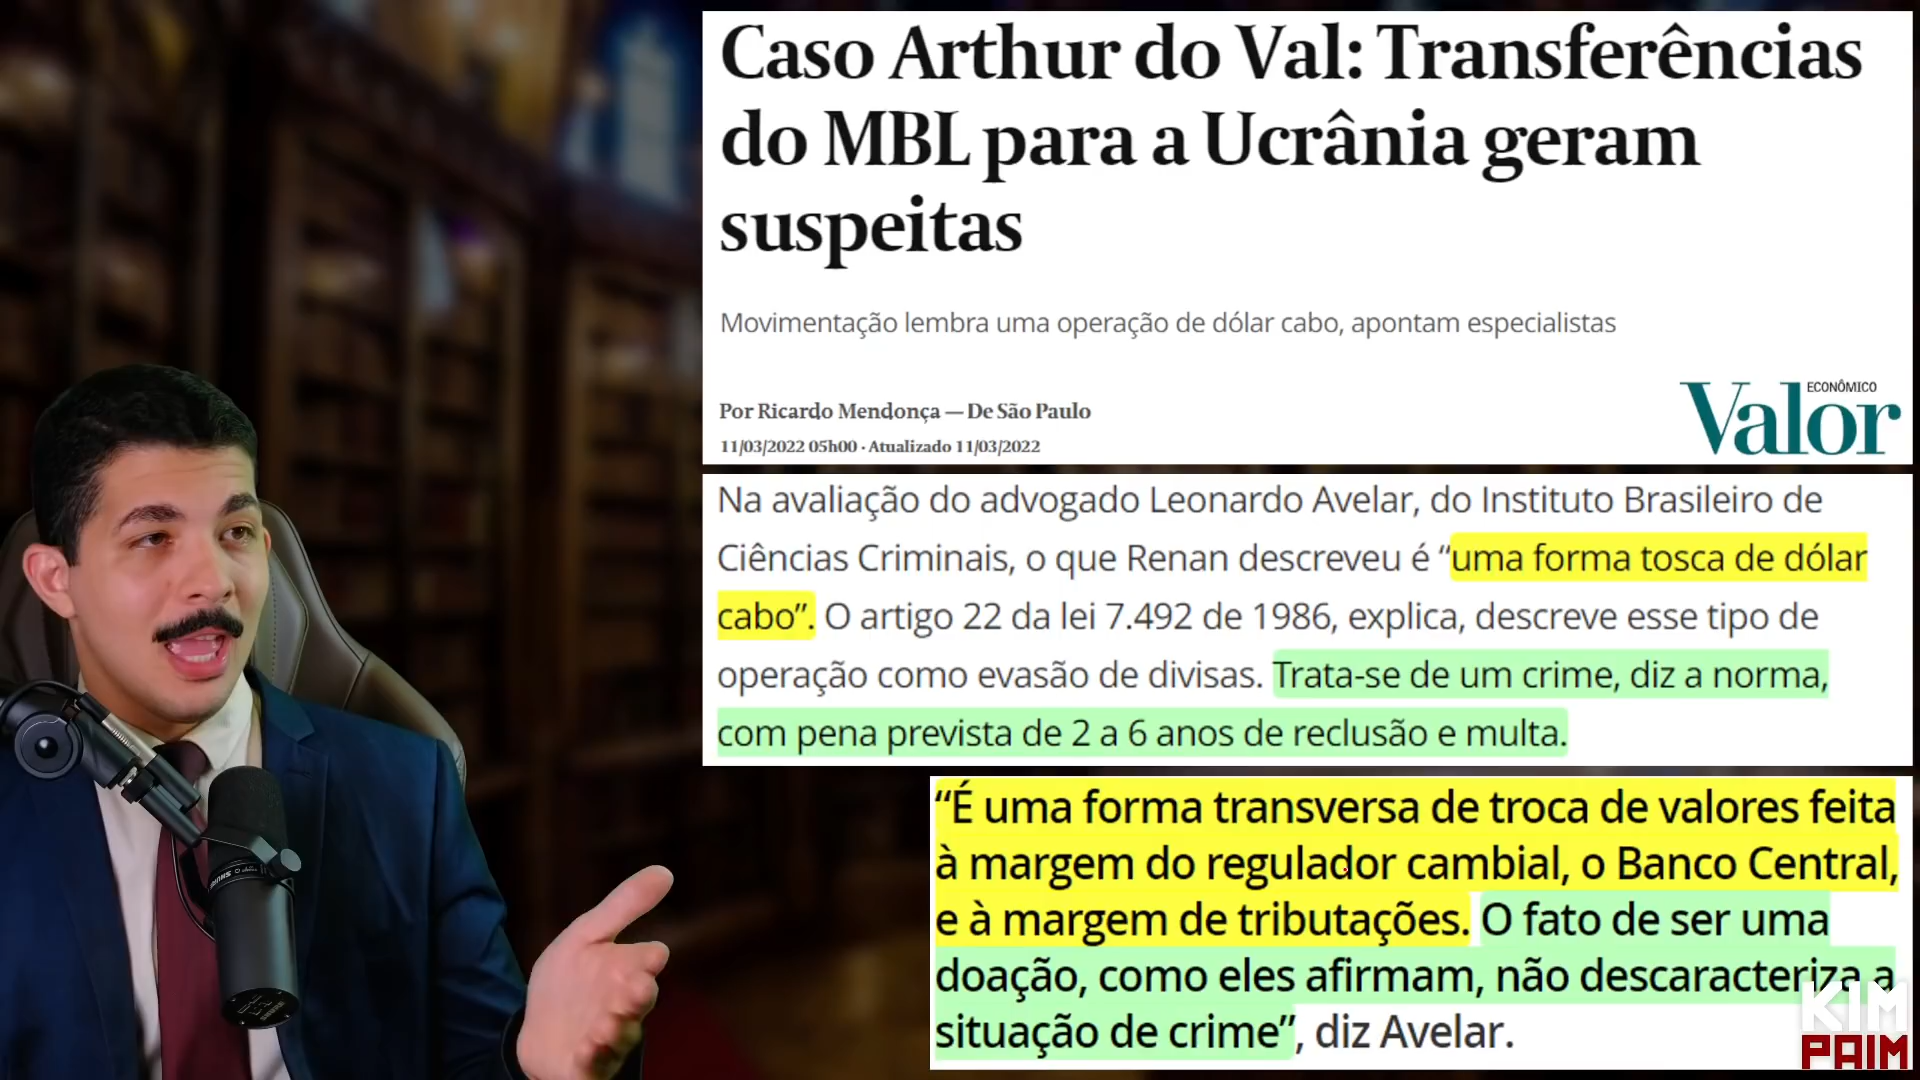 Caso Arthur do Val: Transferências
do MBL para a Ucrânia geram
suspeitas
Movimentação lembra uma operação de dólar cabo, apontam especialistas
Por Ricardo Mendonça — De São Paulo
11/03/2022 05h00 · Atualizado 11/03/2022
Valor ECONÔMICO
Na avaliação do advogado Leonardo Avelar, do Instituto Brasileiro de
Ciências Criminais, o que Renan descreveu é “uma forma tosca de dólar
cabo”. O artigo 22 da lei 7.492 de 1986, explica, descreve esse tipo de
operação como evasão de divisas. Trata-se de um crime, diz a norma,
com pena prevista de 2 a 6 anos de reclusão e multa.
“É uma forma transversa de troca de valores feita
à margem do regulador cambial, o Banco Central,
e à margem de tributações. O fato de ser uma
doação, como eles afirmam, não descaracteriza a
situação de crime”, diz Avelar.
KIM
PAIM
SHURE